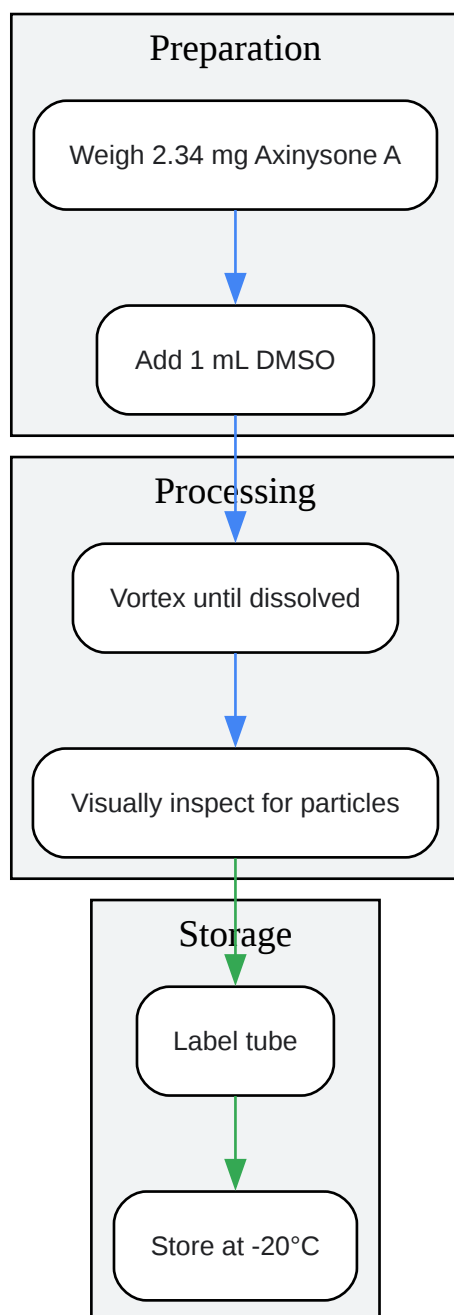 Preparation
Weigh 2.34 mg Axinysone A
Add 1 mL DMSO
Processing
Vortex until dissolved
Visually inspect for particles
Storage
Label tube
Store at -20°C